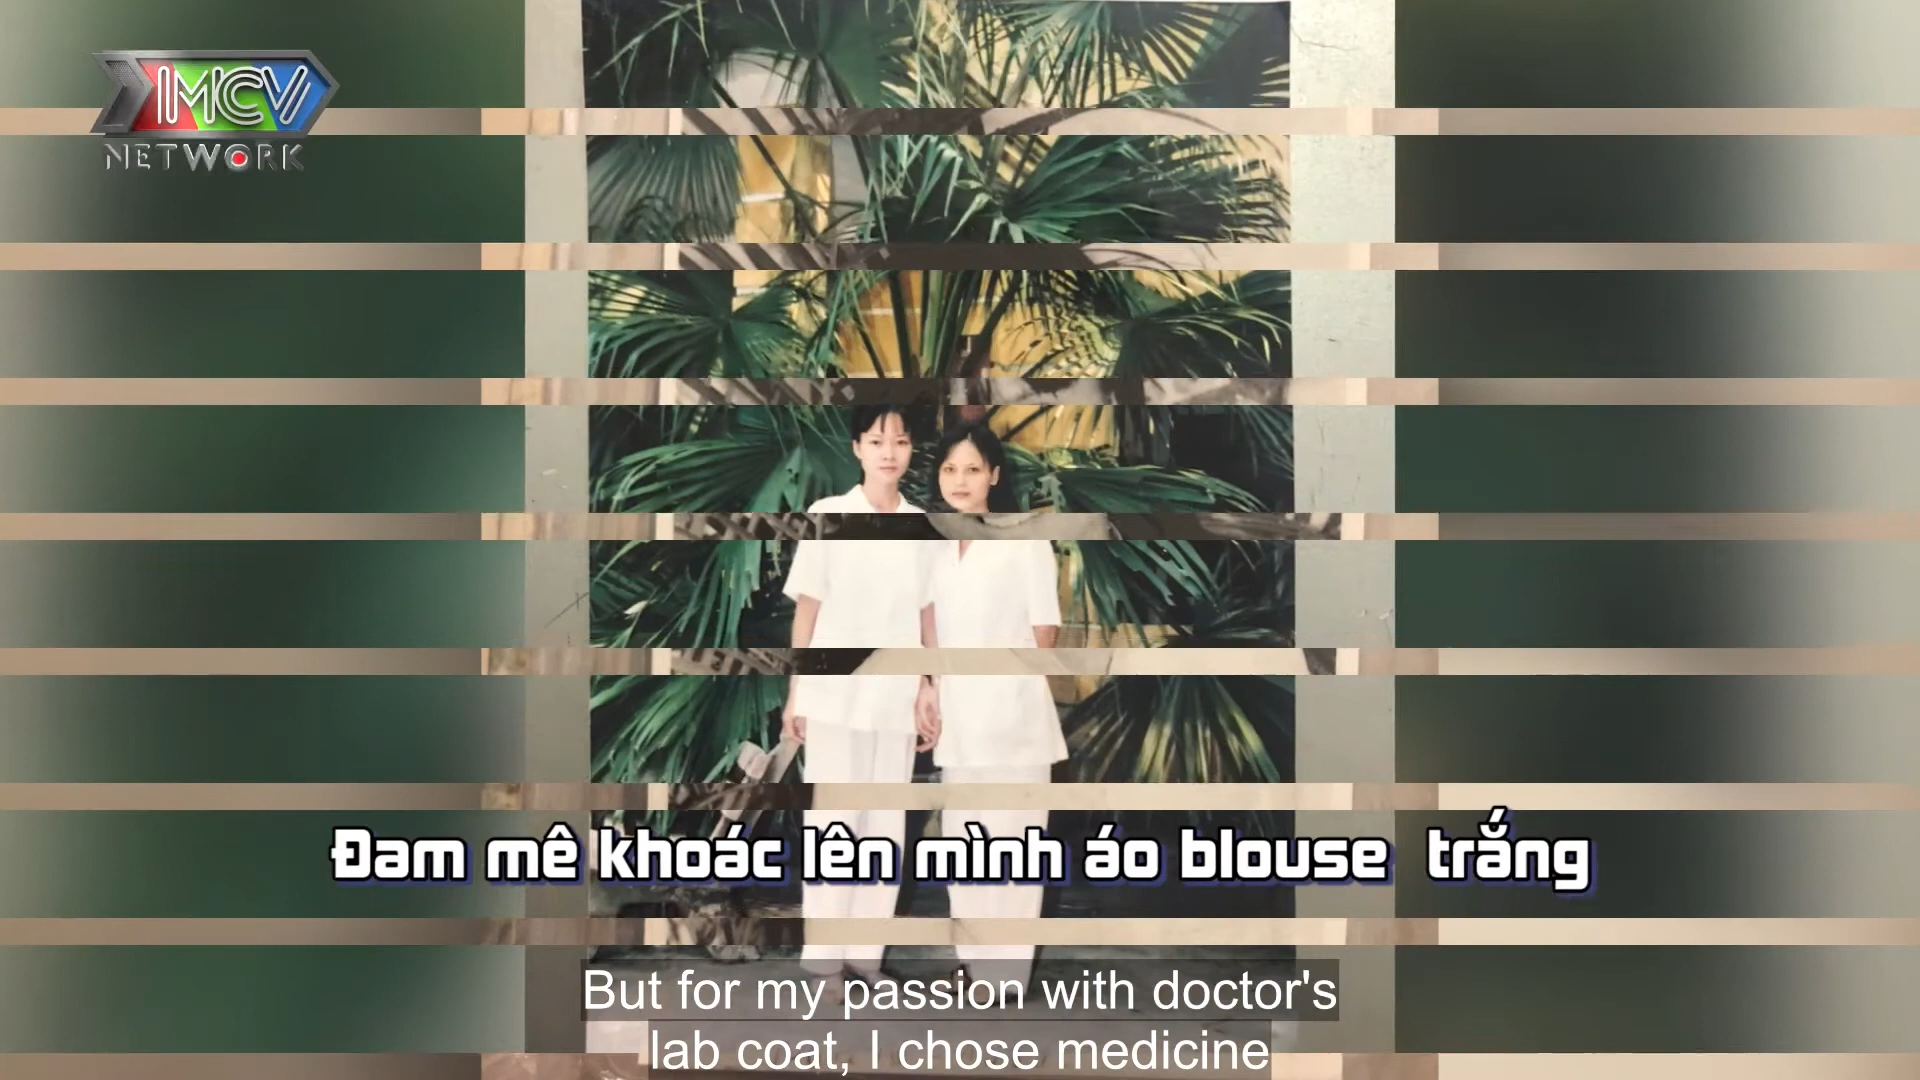 MCV
NETWORK
Đam mê khoác lên mình áo blouse trắng
But for my passion with doctor's
lab coat, I chose medicine